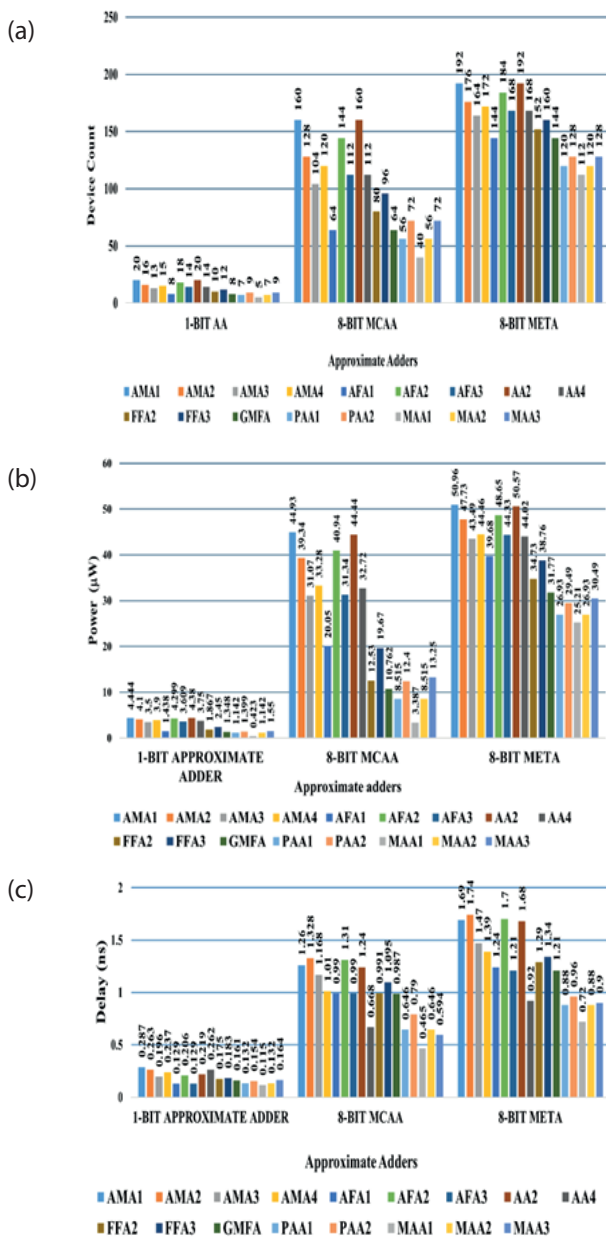 (a)
250
200
150
100
50
0
Device Count
20 16 13 15 8 18 14 20 14 10 12 8 7 9 5 7 9
160 128 104 120 64 144 112 160 112 80 96 64 56 72 40 56 72
192 176 164 172 144 184 168 192 168 152 160 144 120 128 112 120 128
1-BIT AA 8-BIT MCAA 8-BIT META
Approximate Adders
AMA1 AMA2 AMA3 AMA4 AFA1 AFA2 AFA3 AA2 AA4
FFA2 FFA3 GMFA PAA1 PAA2 MAA1 MAA2 MAA3
(b)
60
50
40
30
20
10
0
Power (µW)
4.444 4.1 3.5 3.9 1.438 4.299 3.609 4.38 3.75 1.867 2.45 1.348 1.142 1.399 0.423 1.142 1.55
44.93 39.34 31.07 33.28 20.05 40.94 31.34 44.44 32.72 12.53 19.67 10.762 8.515 12.4 3.387 8.515 13.25
50.96 47.73 43.49 44.46 39.68 48.65 44.33 50.57 44.02 34.73 38.76 31.77 26.93 29.49 25.21 26.93 30.49
1-BIT APPROXIMATE
ADDER
8-BIT MCAA 8-BIT META
Approximate adders
AMA1 AMA2 AMA3 AMA4 AFA1 AFA2 AFA3 AA2 AA4
FFA2 FFA3 GMFA PAA1 PAA2 MAA1 MAA2 MAA3
(c)
2
1.5
1
0.5
0
Delay (ns)
0.287 0.263 0.196 0.237 0.129 0.206 0.129 0.219 0.262 0.175 0.183 0.161 0.132 0.154 0.115 0.132 0.164
1.26 1.328 1.168 1.01 0.99 1.31 0.99 1.24 0.668 0.991 1.095 0.987 0.646 0.79 0.465 0.646 0.594
1.69 1.74 1.47 1.39 1.24 1.7 1.21 1.68 0.92 1.29 1.34 1.21 0.88 0.96 0.72 0.88 0.9
1-BIT APPROXIMATE ADDER 8-BIT MCAA 8-BIT META
Approximate Adders
AMA1 AMA2 AMA3 AMA4 AFA1 AFA2 AFA3 AA2 AA4
FFA2 FFA3 GMFA PAA1 PAA2 MAA1 MAA2 MAA3